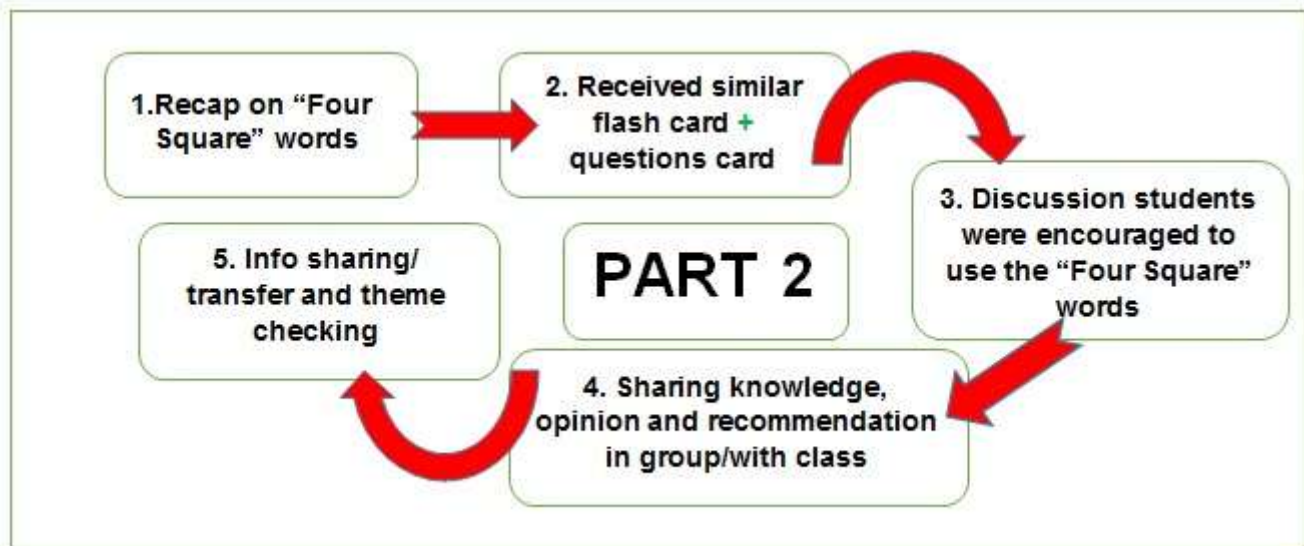 1.Recap on “Four
Square” words
2. Received similar
flash card +
questions card
3. Discussion students
were encouraged to
use the “Four Square”
words
4. Sharing knowledge,
opinion and recommendation
in group/with class
5. Info sharing/
transfer and theme
checking
PART 2